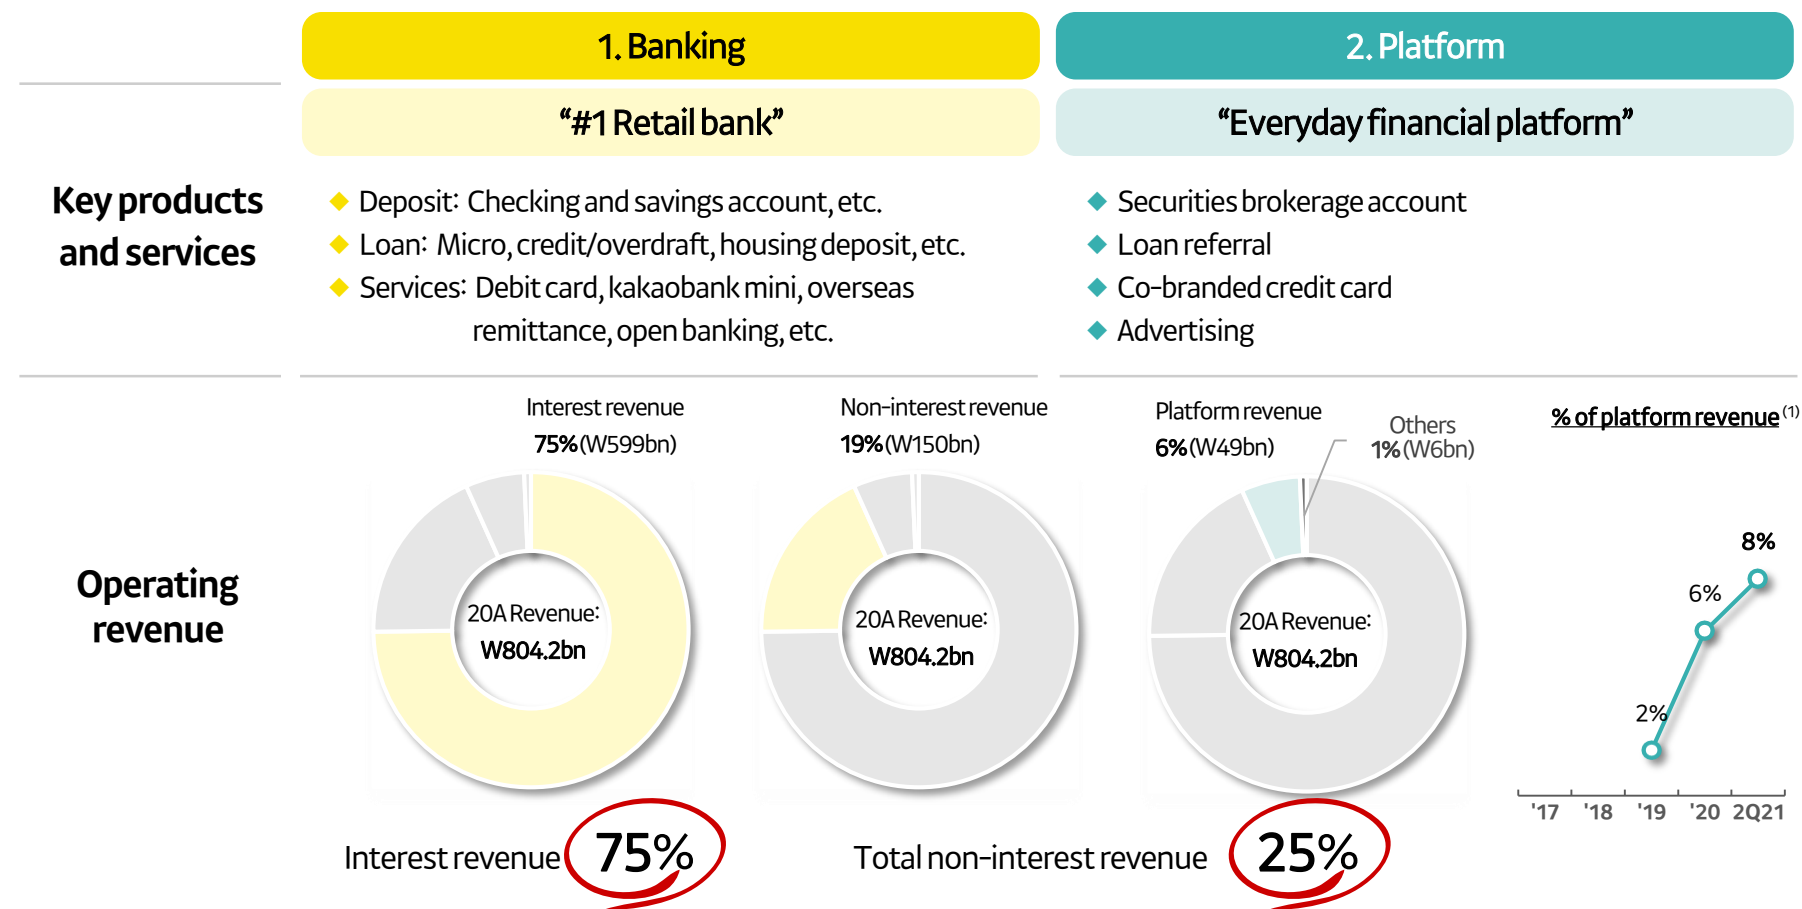 1. Banking
2. Platform
“#1 Retail bank”
“Everyday financial platform”
Key products
and services
Deposit: Checking and savings account, etc.
Loan: Micro, credit/overdraft, housing deposit, etc.
Services: Debit card, kakaobank mini, overseas
remittance, open banking, etc.
Securities brokerage account
Loan referral
Co-branded credit card
Advertising
Operating
revenue
Interest revenue
75% (W599bn)
20A Revenue:
W804.2bn
Non-interest revenue
19% (W150bn)
20A Revenue:
W804.2bn
Platform revenue
6% (W49bn)
Others
1% (W6bn)
20A Revenue:
W804.2bn
% of platform revenue (1)
8%
6%
2%
'17 '18 '19 '20 2Q21
Interest revenue 75%
Total non-interest revenue 25%